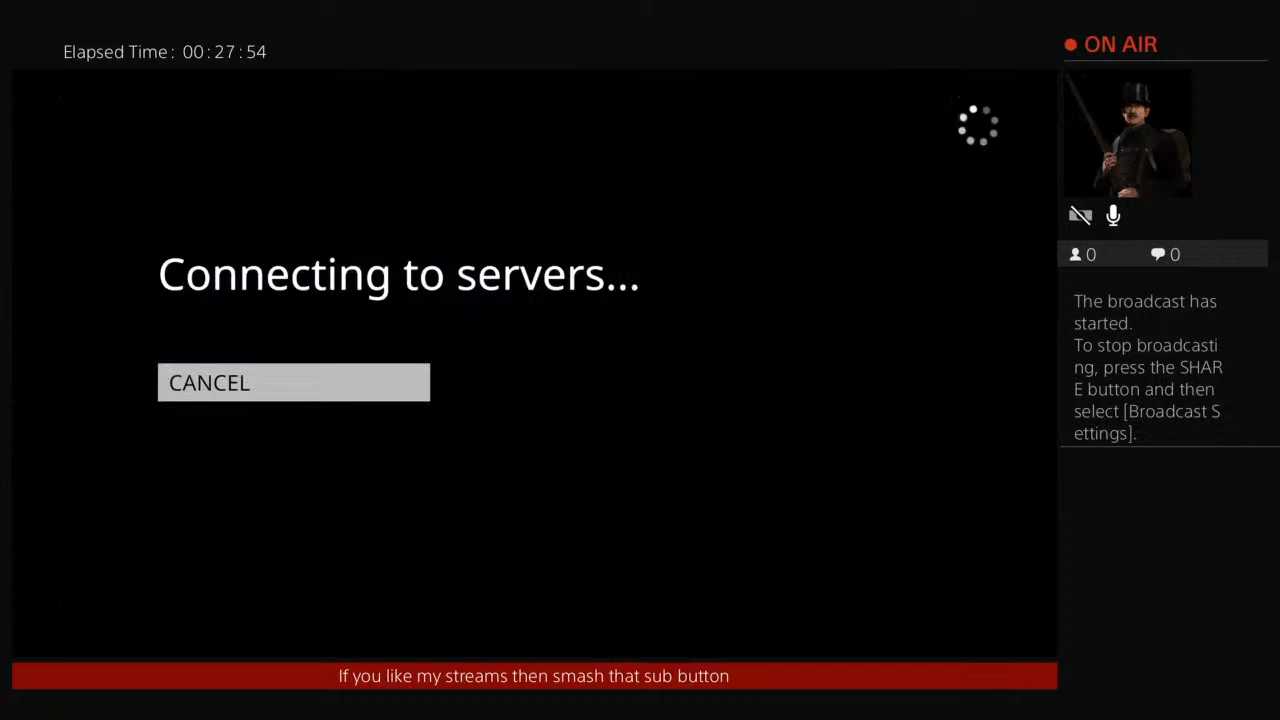 Elapsed Time: 00:27:54
ON AIR
Connecting to servers...
CANCEL
0 0
The broadcast has
started.
To stop broadcasti
ng, press the SHAR
E button and then
select [Broadcast S
ettings].
If you like my streams then smash that sub button